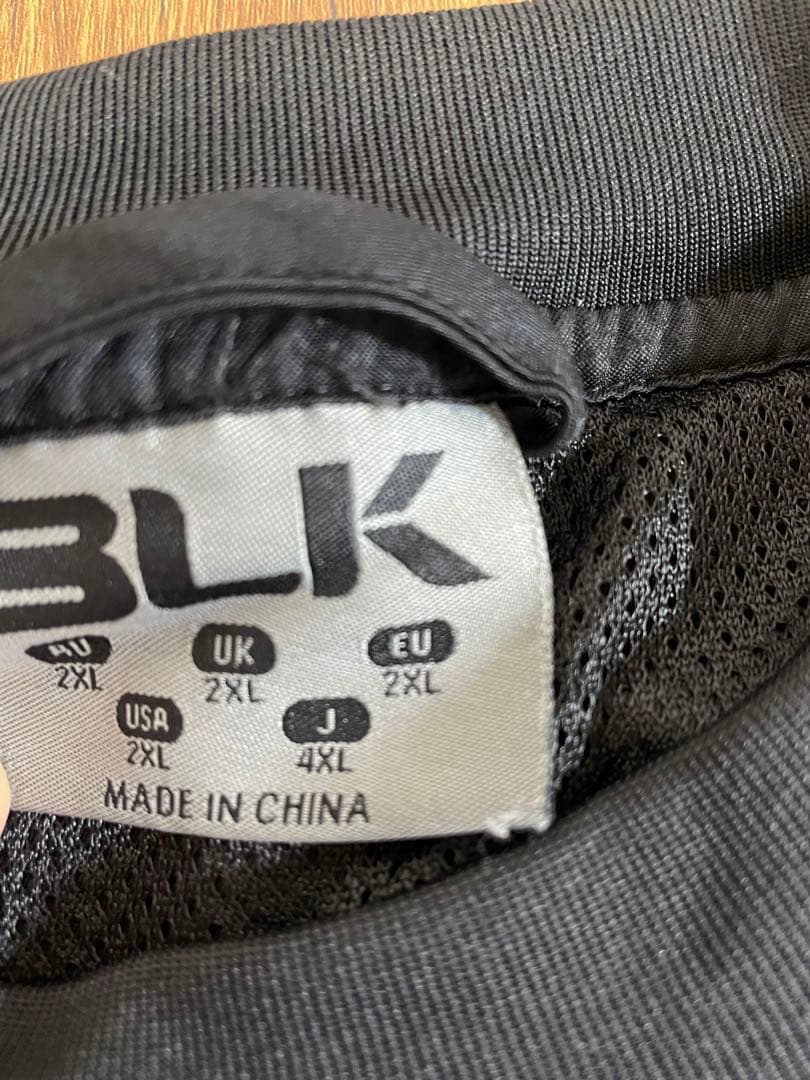 BLK
AU UK EU
2XL 2XL 2XL
USA J
2XL 4XL
MADE IN CHINA